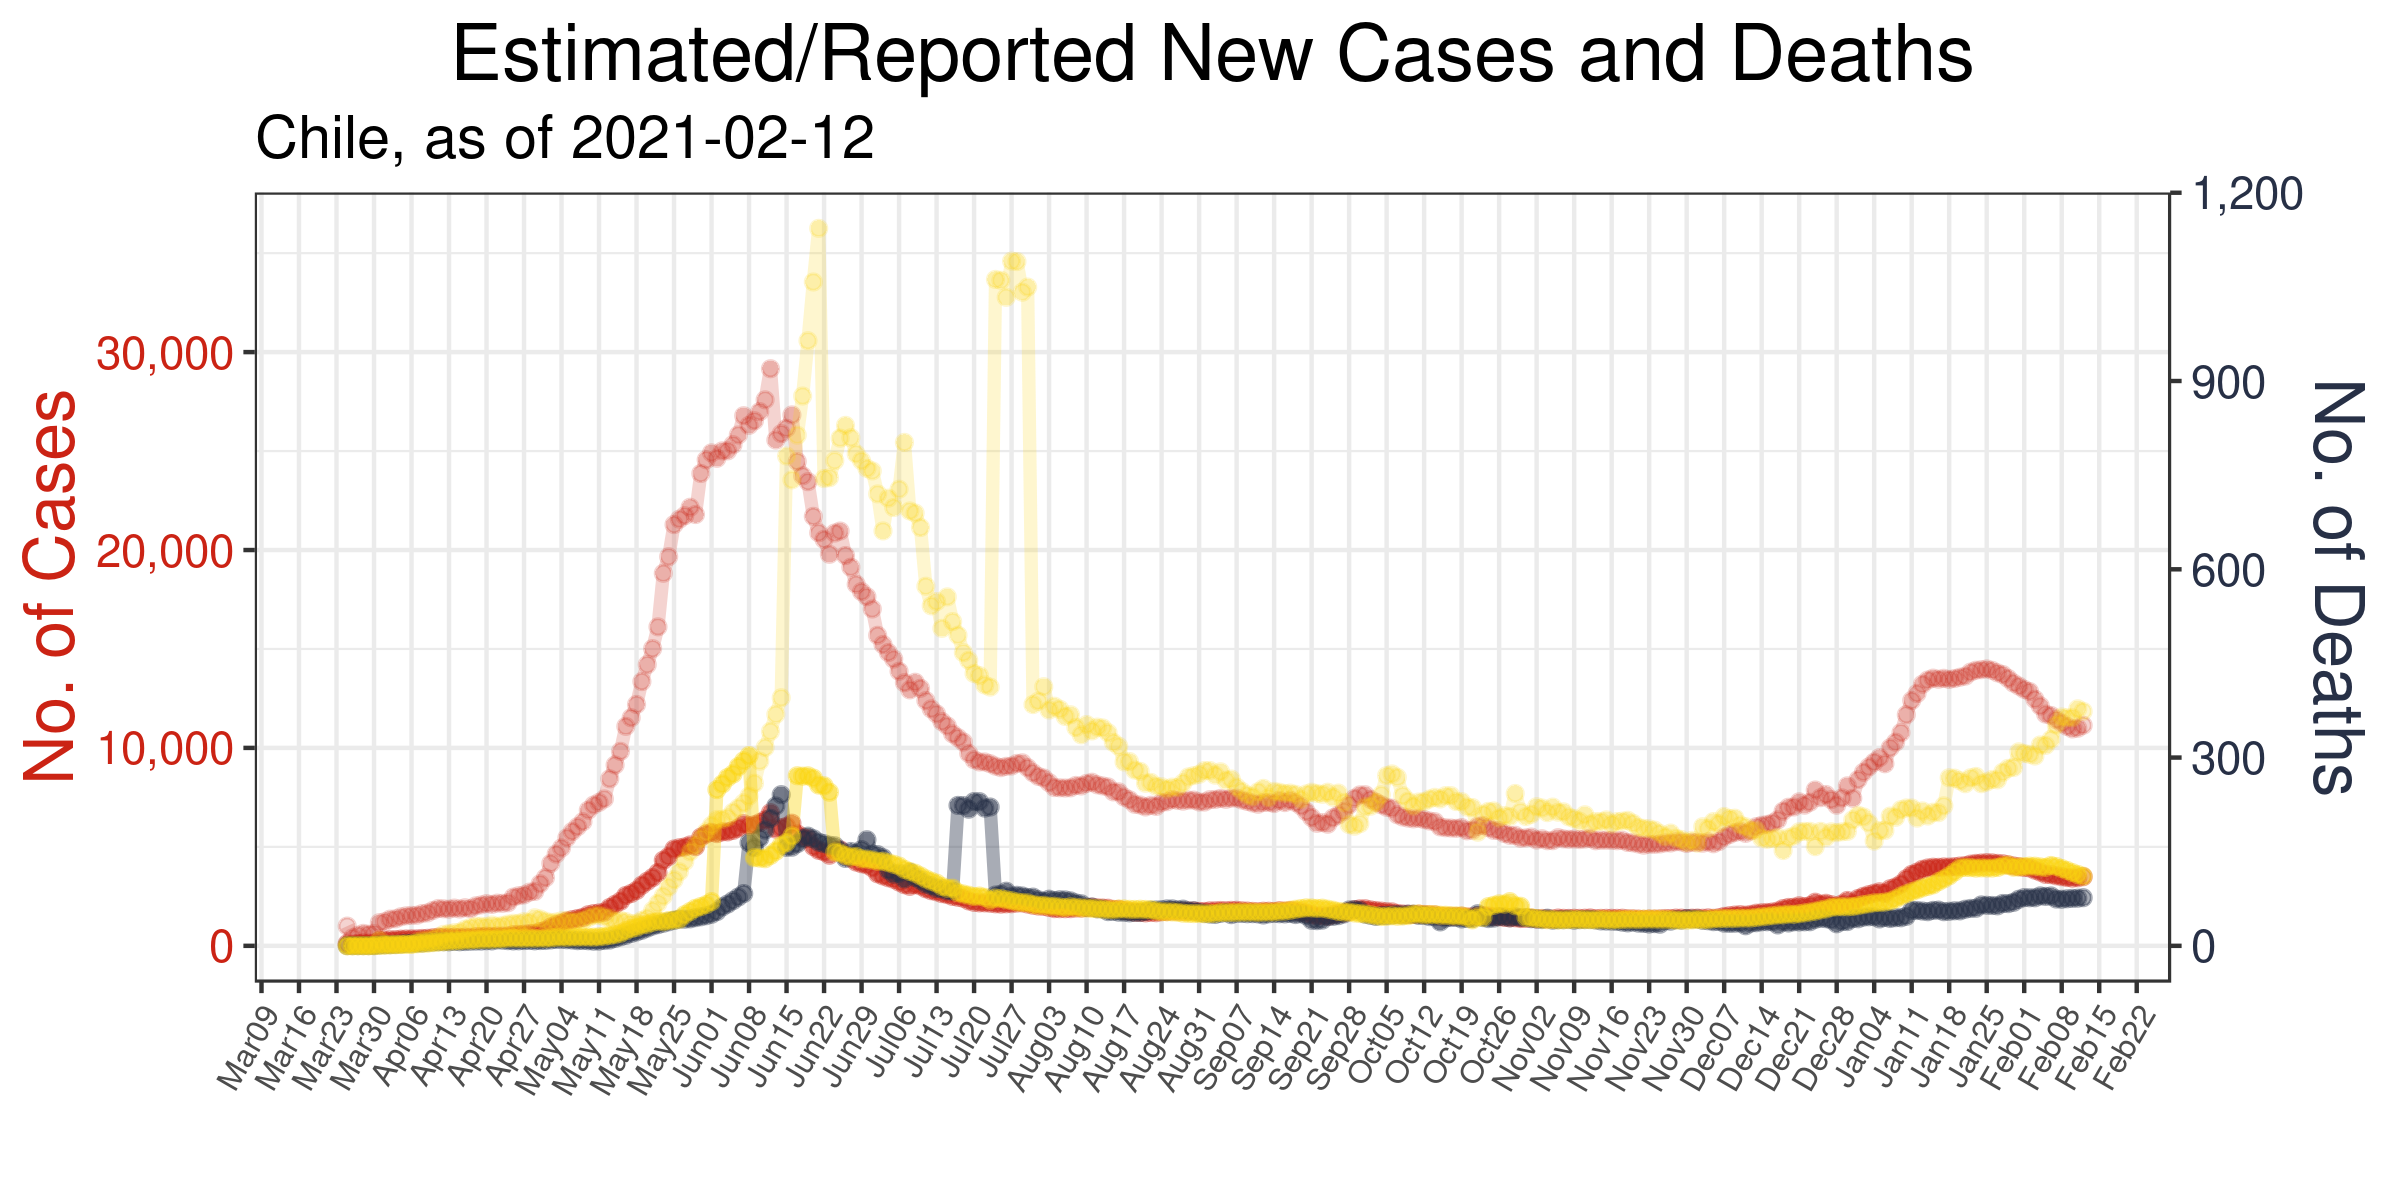 Estimated/Reported New Cases and Deaths
Chile, as of 2021-02-12
No. of Cases
30,000
20,000
10,000
0
1,200
900
600
300
0
No. of Deaths
Mar09 Mar16 Mar23 Mar30 Apr06 Apr13 Apr20 Apr27 May04 May11 May18 May25 Jun01 Jun08 Jun15 Jun22 Jun29 Jul06 Jul13 Jul20 Jul27 Aug03 Aug10 Aug17 Aug24 Aug31 Sep07 Sep14 Sep21 Sep28 Oct05 Oct12 Oct19 Oct26 Nov02 Nov09 Nov16 Nov23 Nov30 Dec07 Dec14 Dec21 Dec28 Jan04 Jan11 Jan18 Jan25 Feb01 Feb08 Feb15 Feb22